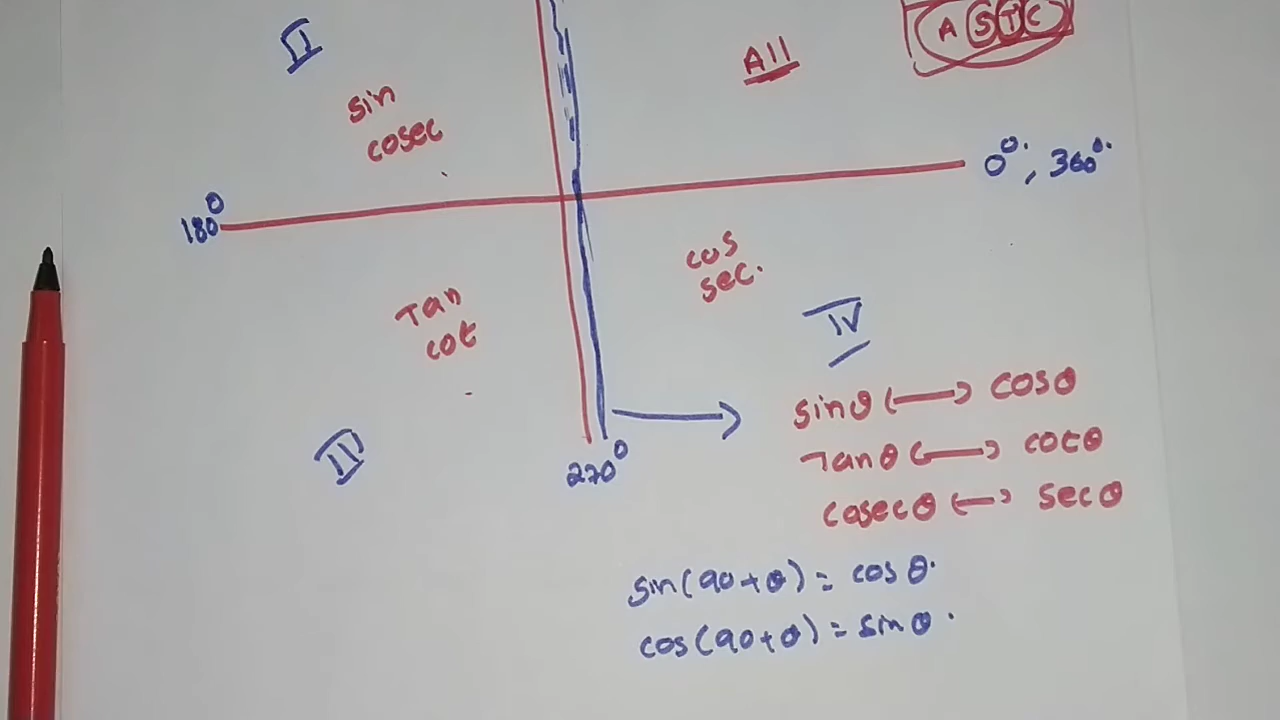 II
All
A S T C
sin
cosec
0°, 360°
180°
cos
sec.
Tan
cot
IV
III
270°
sinθ ⟷ cosθ
Tanθ ⟷ cotθ
cosecθ ⟷ secθ
sin(90+θ) = cosθ.
cos(90+θ) = sinθ.